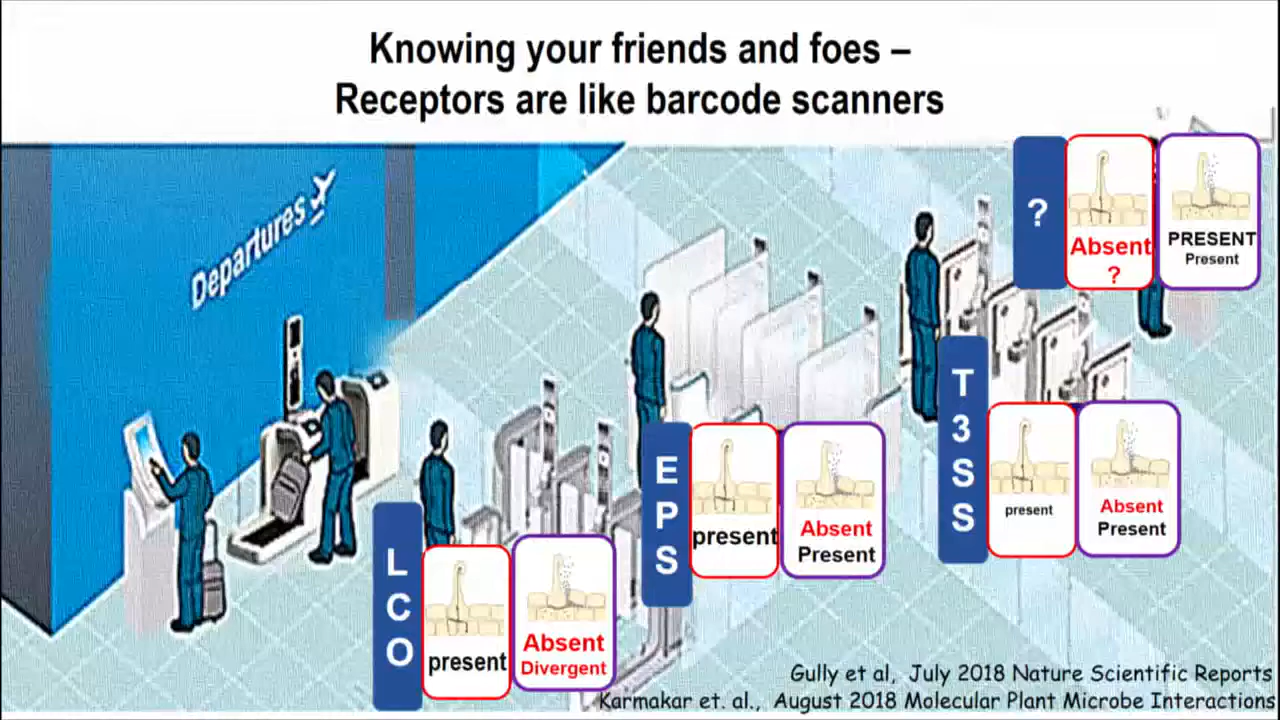 Knowing your friends and foes –
Receptors are like barcode scanners
Departures
?
Absent
?
PRESENT
Present
T
3
S
S
present
Absent
Present
E
P
S
present
Absent
Present
L
C
O
present
Absent
Divergent
Gully et al, July 2018 Nature Scientific Reports
Karmakar et. al., August 2018 Molecular Plant Microbe Interactions